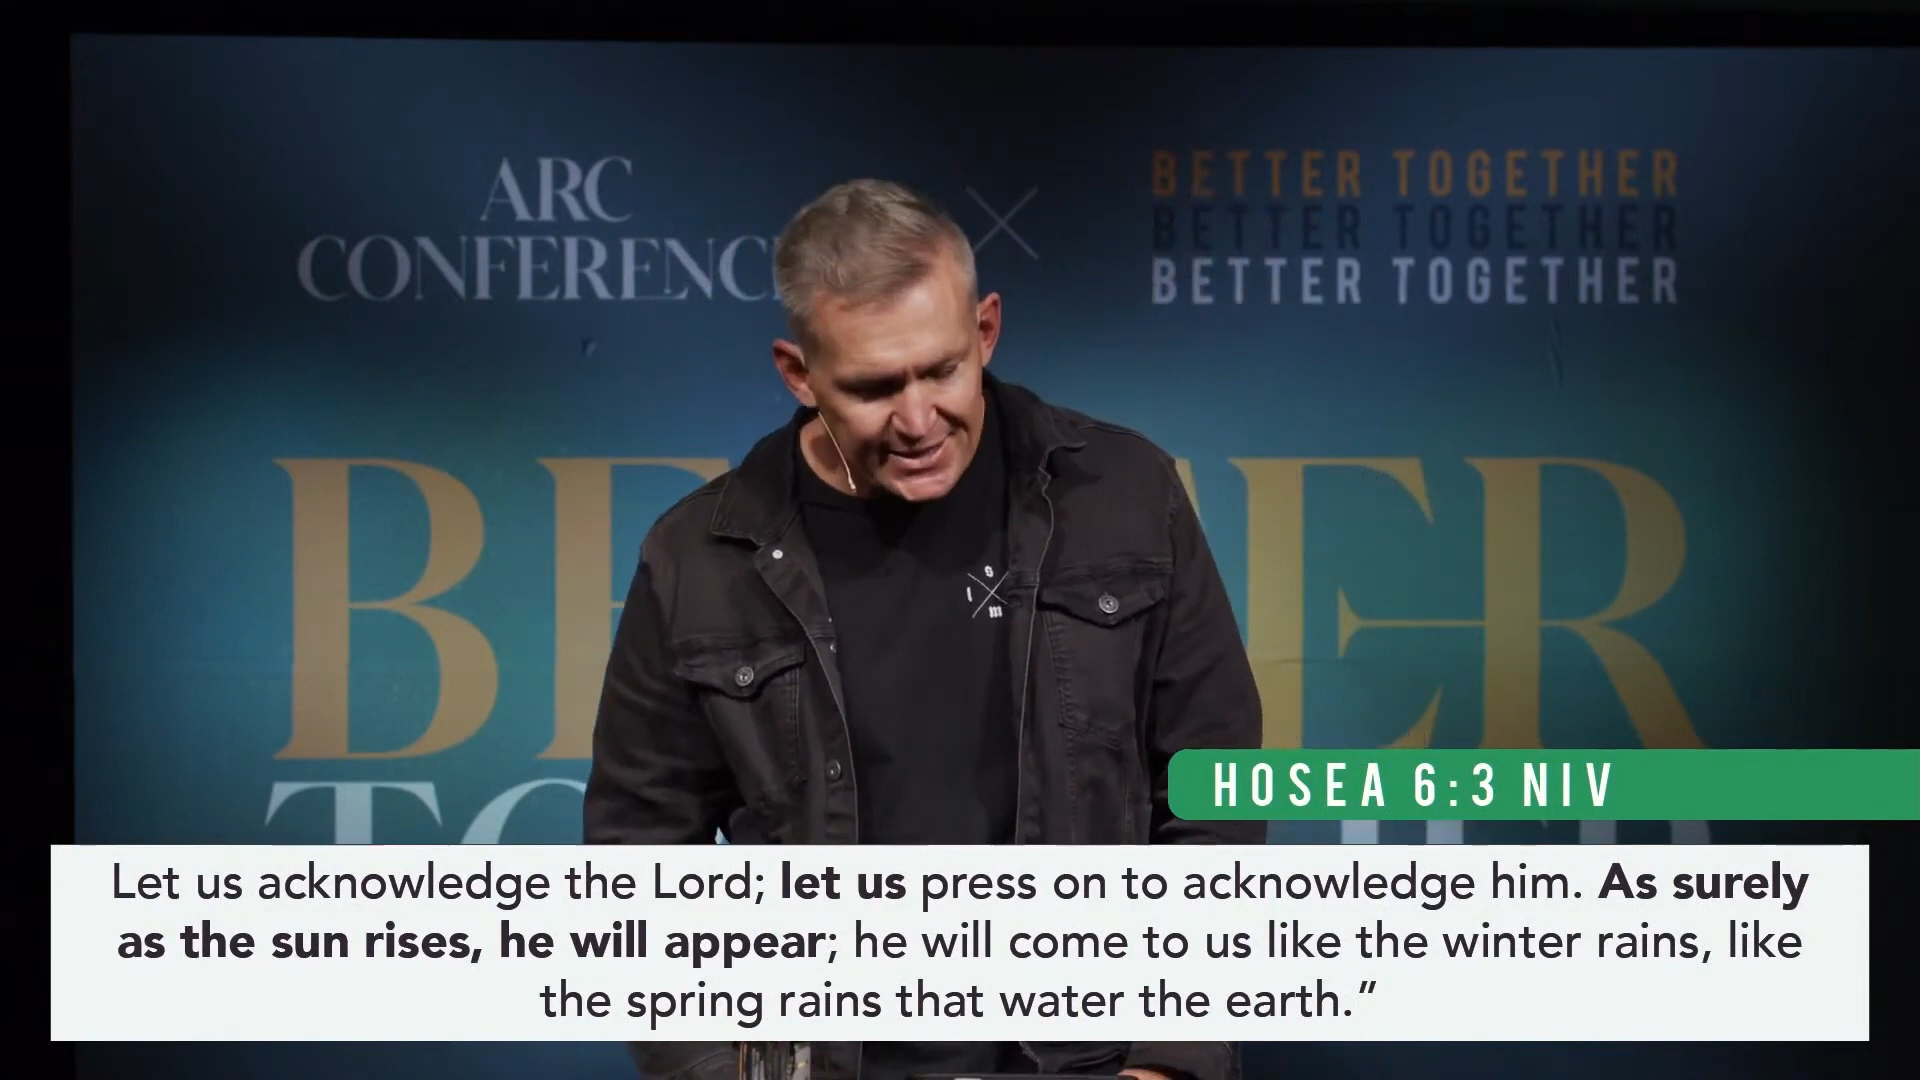 ARC
CONFERENC
BETTER TOGETHER
BETTER TOGETHER
BETTER TOGETHER
S
I
m
HOSEA 6:3 NIV
Let us acknowledge the Lord; let us press on to acknowledge him. As surely
as the sun rises, he will appear; he will come to us like the winter rains, like
the spring rains that water the earth.”